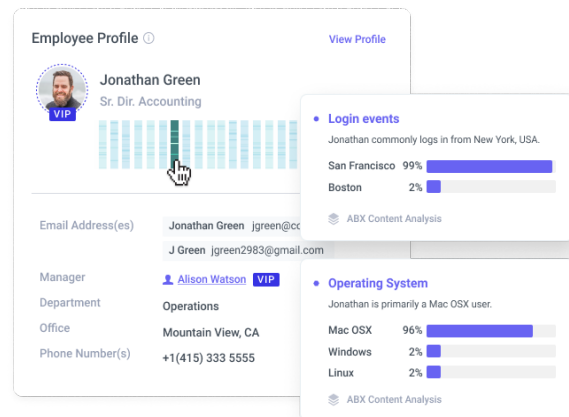 Employee Profile
View Profile
Jonathan Green
Sr. Dir. Accounting
VIP
Login events
Jonathan commonly logs in from New York, USA.
San Francisco 99%
Boston 2%
ABX Content Analysis
Email Address(es)
Jonathan Green jgreen@co
J Green jgreen2983@gmail.com
Manager
Alison Watson VIP
Department
Operations
Office
Mountain View, CA
Phone Number(s)
+1(415) 333 5555
Operating System
Jonathan is primarily a Mac OSX user.
Mac OSX 96%
Windows 2%
Linux 2%
ABX Content Analysis